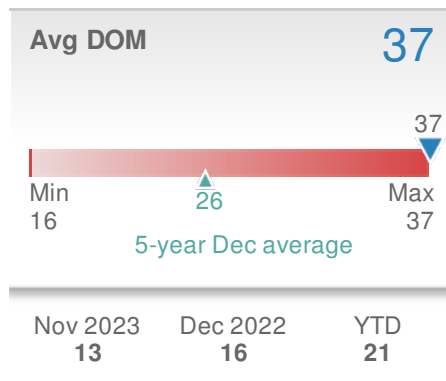 Avg DOM 37
37
Min 26 Max
16 37
5-year Dec average
Nov 2023 Dec 2022 YTD
13 16 21